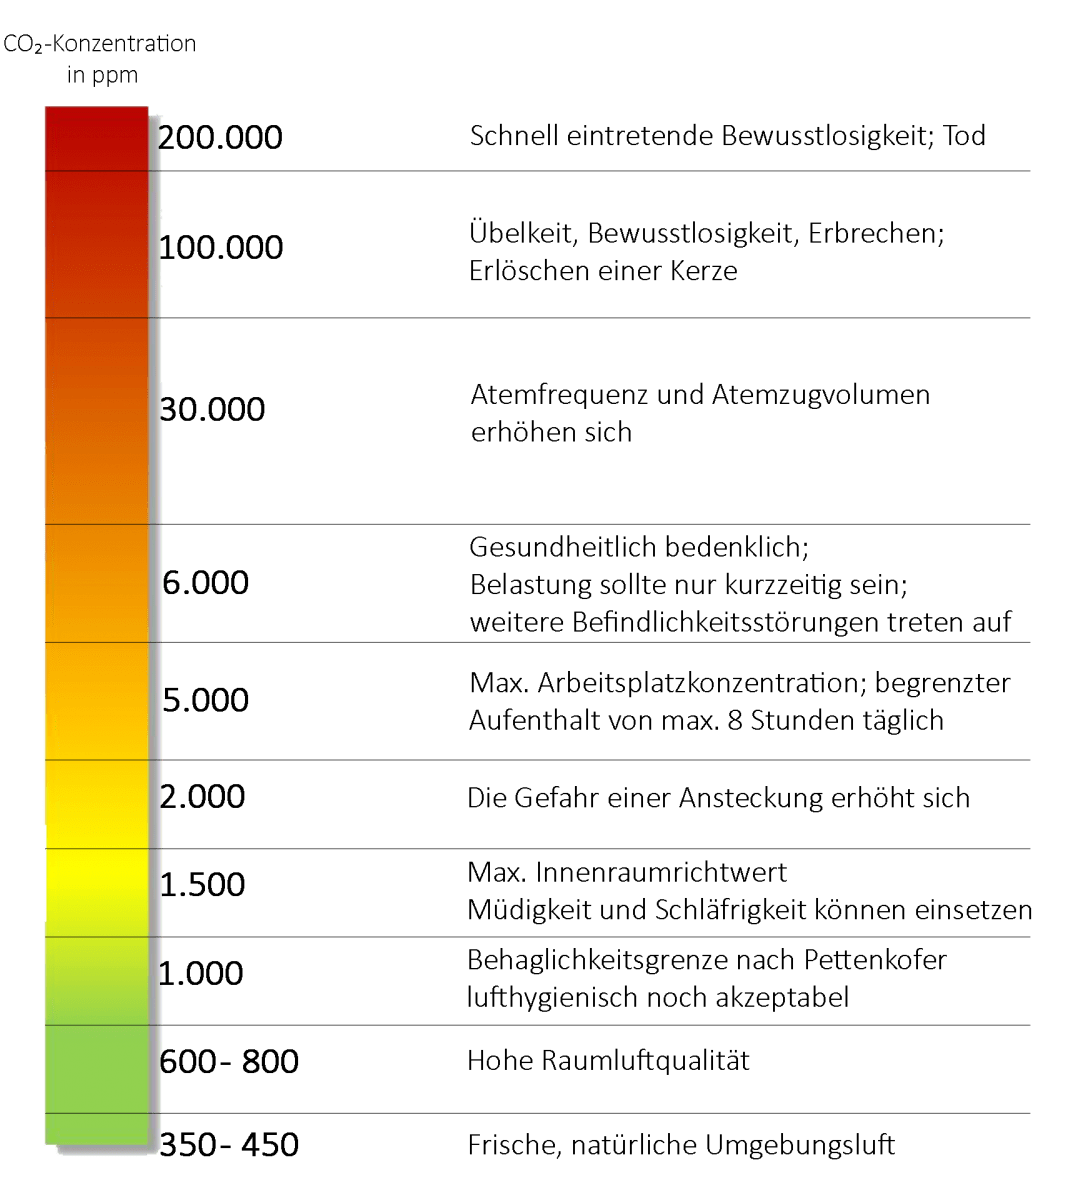 CO₂-Konzentration
in ppm
200.000
Schnell eintretende Bewusstlosigkeit; Tod
100.000
Übelkeit, Bewusstlosigkeit, Erbrechen;
Erlöschen einer Kerze
30.000
Atemfrequenz und Atemzugvolumen
erhöhen sich
6.000
Gesundheitlich bedenklich;
Belastung sollte nur kurzzeitig sein;
weitere Befindlichkeitsstörungen treten auf
5.000
Max. Arbeitsplatzkonzentration; begrenzter
Aufenthalt von max. 8 Stunden täglich
2.000
Die Gefahr einer Ansteckung erhöht sich
1.500
Max. Innenraumrichtwert
Müdigkeit und Schläfrigkeit können einsetzen
1.000
Behaglichkeitsgrenze nach Pettenkofer
lufthygienisch noch akzeptabel
600- 800
Hohe Raumluftqualität
350- 450
Frische, natürliche Umgebungsluft